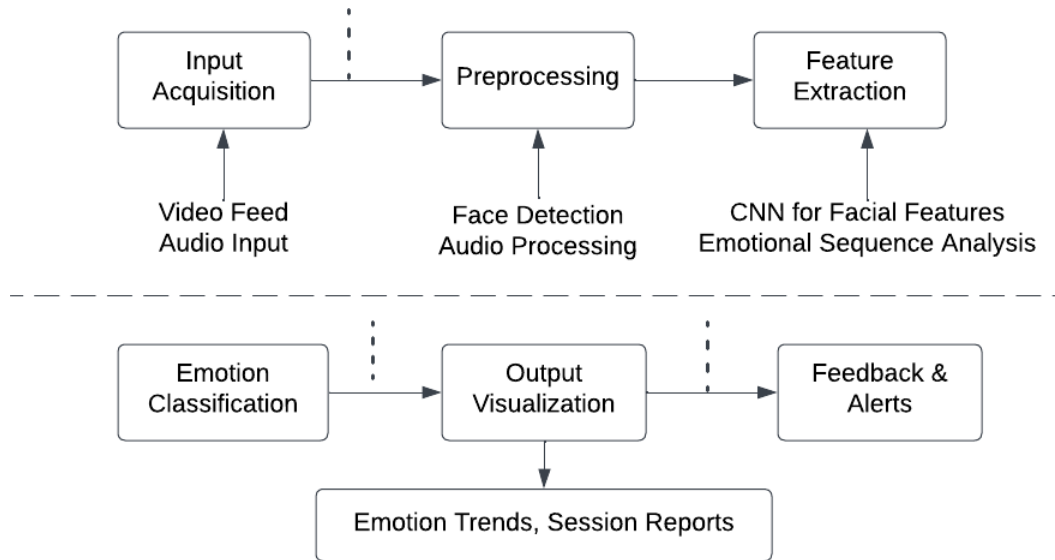 Input
Acquisition
Preprocessing
Feature
Extraction
Video Feed
Audio Input
Face Detection
Audio Processing
CNN for Facial Features
Emotional Sequence Analysis
Emotion
Classification
Output
Visualization
Feedback &
Alerts
Emotion Trends, Session Reports